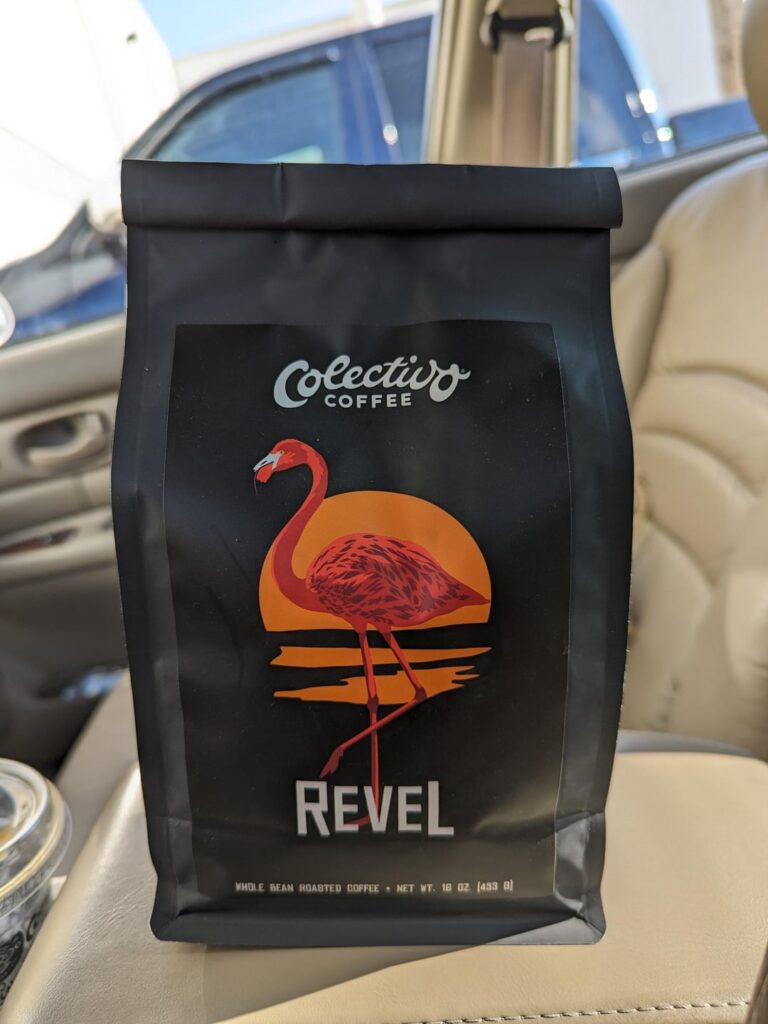 Colectivo
COFFEE
REVEL
WHOLE BEAN ROASTED COFFEE • NET WT. 16 OZ. (453 G)